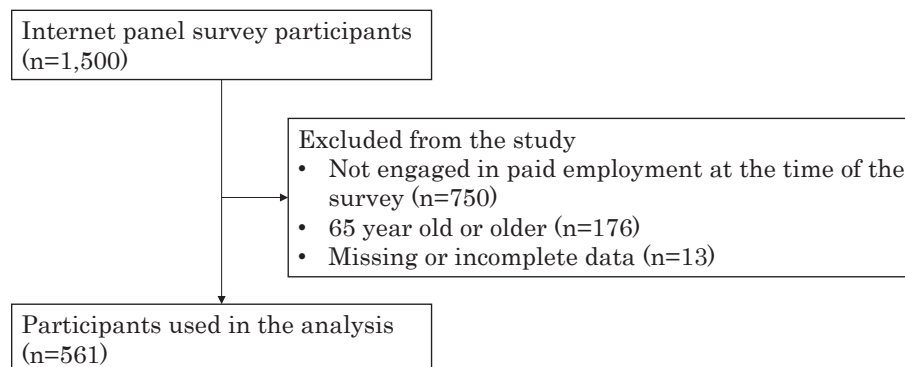 Internet panel survey participants
(n=1,500)
Excluded from the study
• Not engaged in paid employment at the time of the
survey (n=750)
• 65 year old or older (n=176)
• Missing or incomplete data (n=13)
Participants used in the analysis
(n=561)